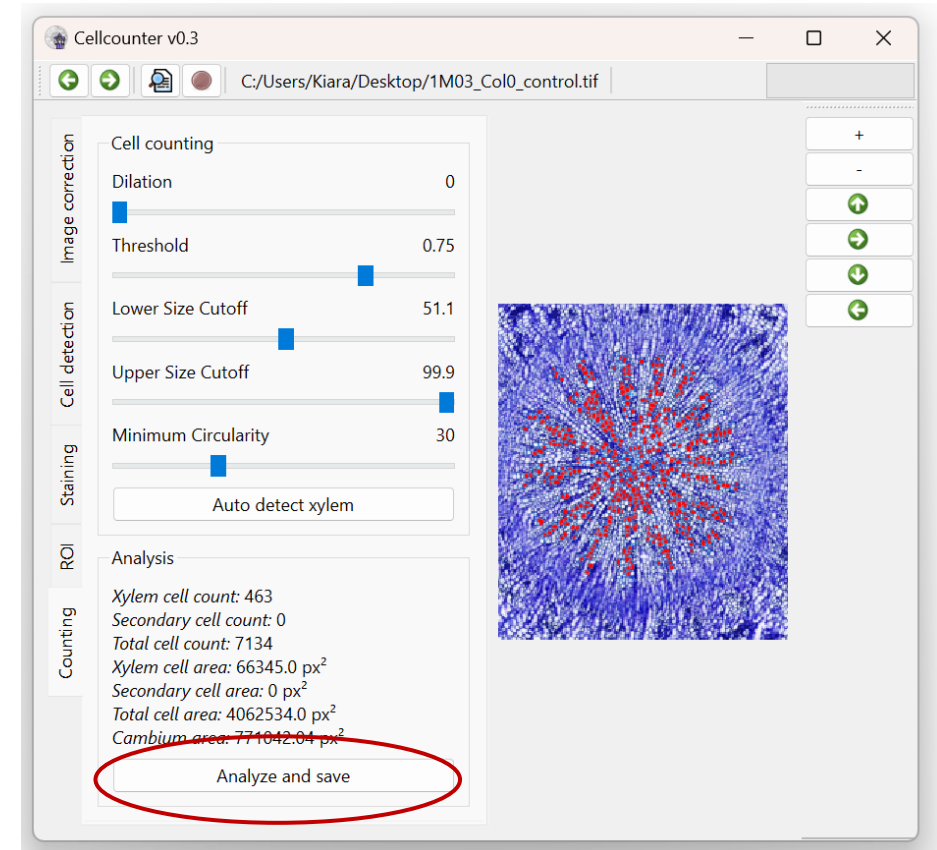 Cellcounter v0.3
C:/Users/Kiara/Desktop/1M03_Col0_control.tif
Image correction
Cell detection
Staining
ROI
Counting
Cell counting
Dilation 0
Threshold 0.75
Lower Size Cutoff 51.1
Upper Size Cutoff 99.9
Minimum Circularity 30
Auto detect xylem
Analysis
Xylem cell count: 463
Secondary cell count: 0
Total cell count: 7134
Xylem cell area: 66345.0 px²
Secondary cell area: 0 px²
Total cell area: 4062534.0 px²
Cambium area: 771042.04 px²
Analyze and save
+
-